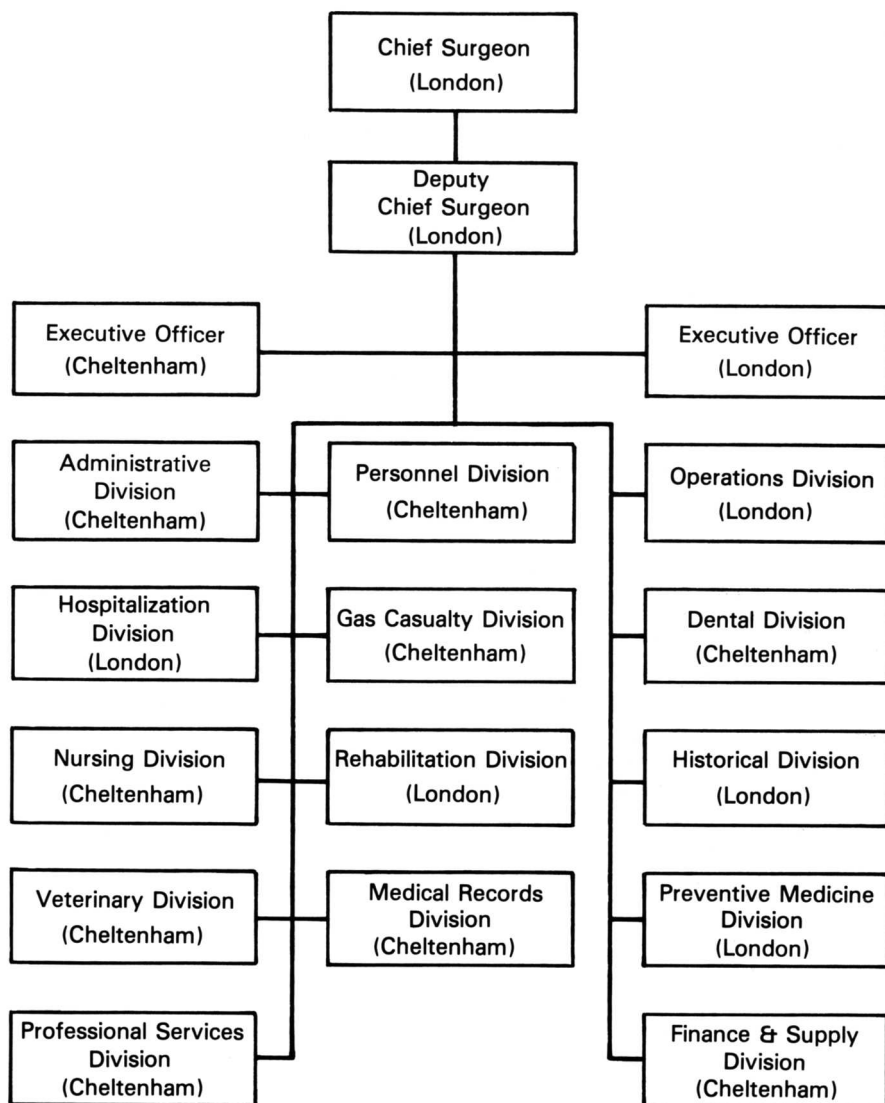 Chief Surgeon
(London)
Deputy
Chief Surgeon
(London)
Executive Officer
(Cheltenham)
Executive Officer
(London)
Administrative
Division
(Cheltenham)
Personnel Division
(Cheltenham)
Operations Division
(London)
Hospitalization
Division
(London)
Gas Casualty Division
(Cheltenham)
Dental Division
(Cheltenham)
Nursing Division
(Cheltenham)
Rehabilitation Division
(London)
Historical Division
(London)
Veterinary Division
(Cheltenham)
Medical Records
Division
(Cheltenham)
Preventive Medicine
Division
(London)
Professional Services
Division
(Cheltenham)
Finance & Supply
Division
(Cheltenham)